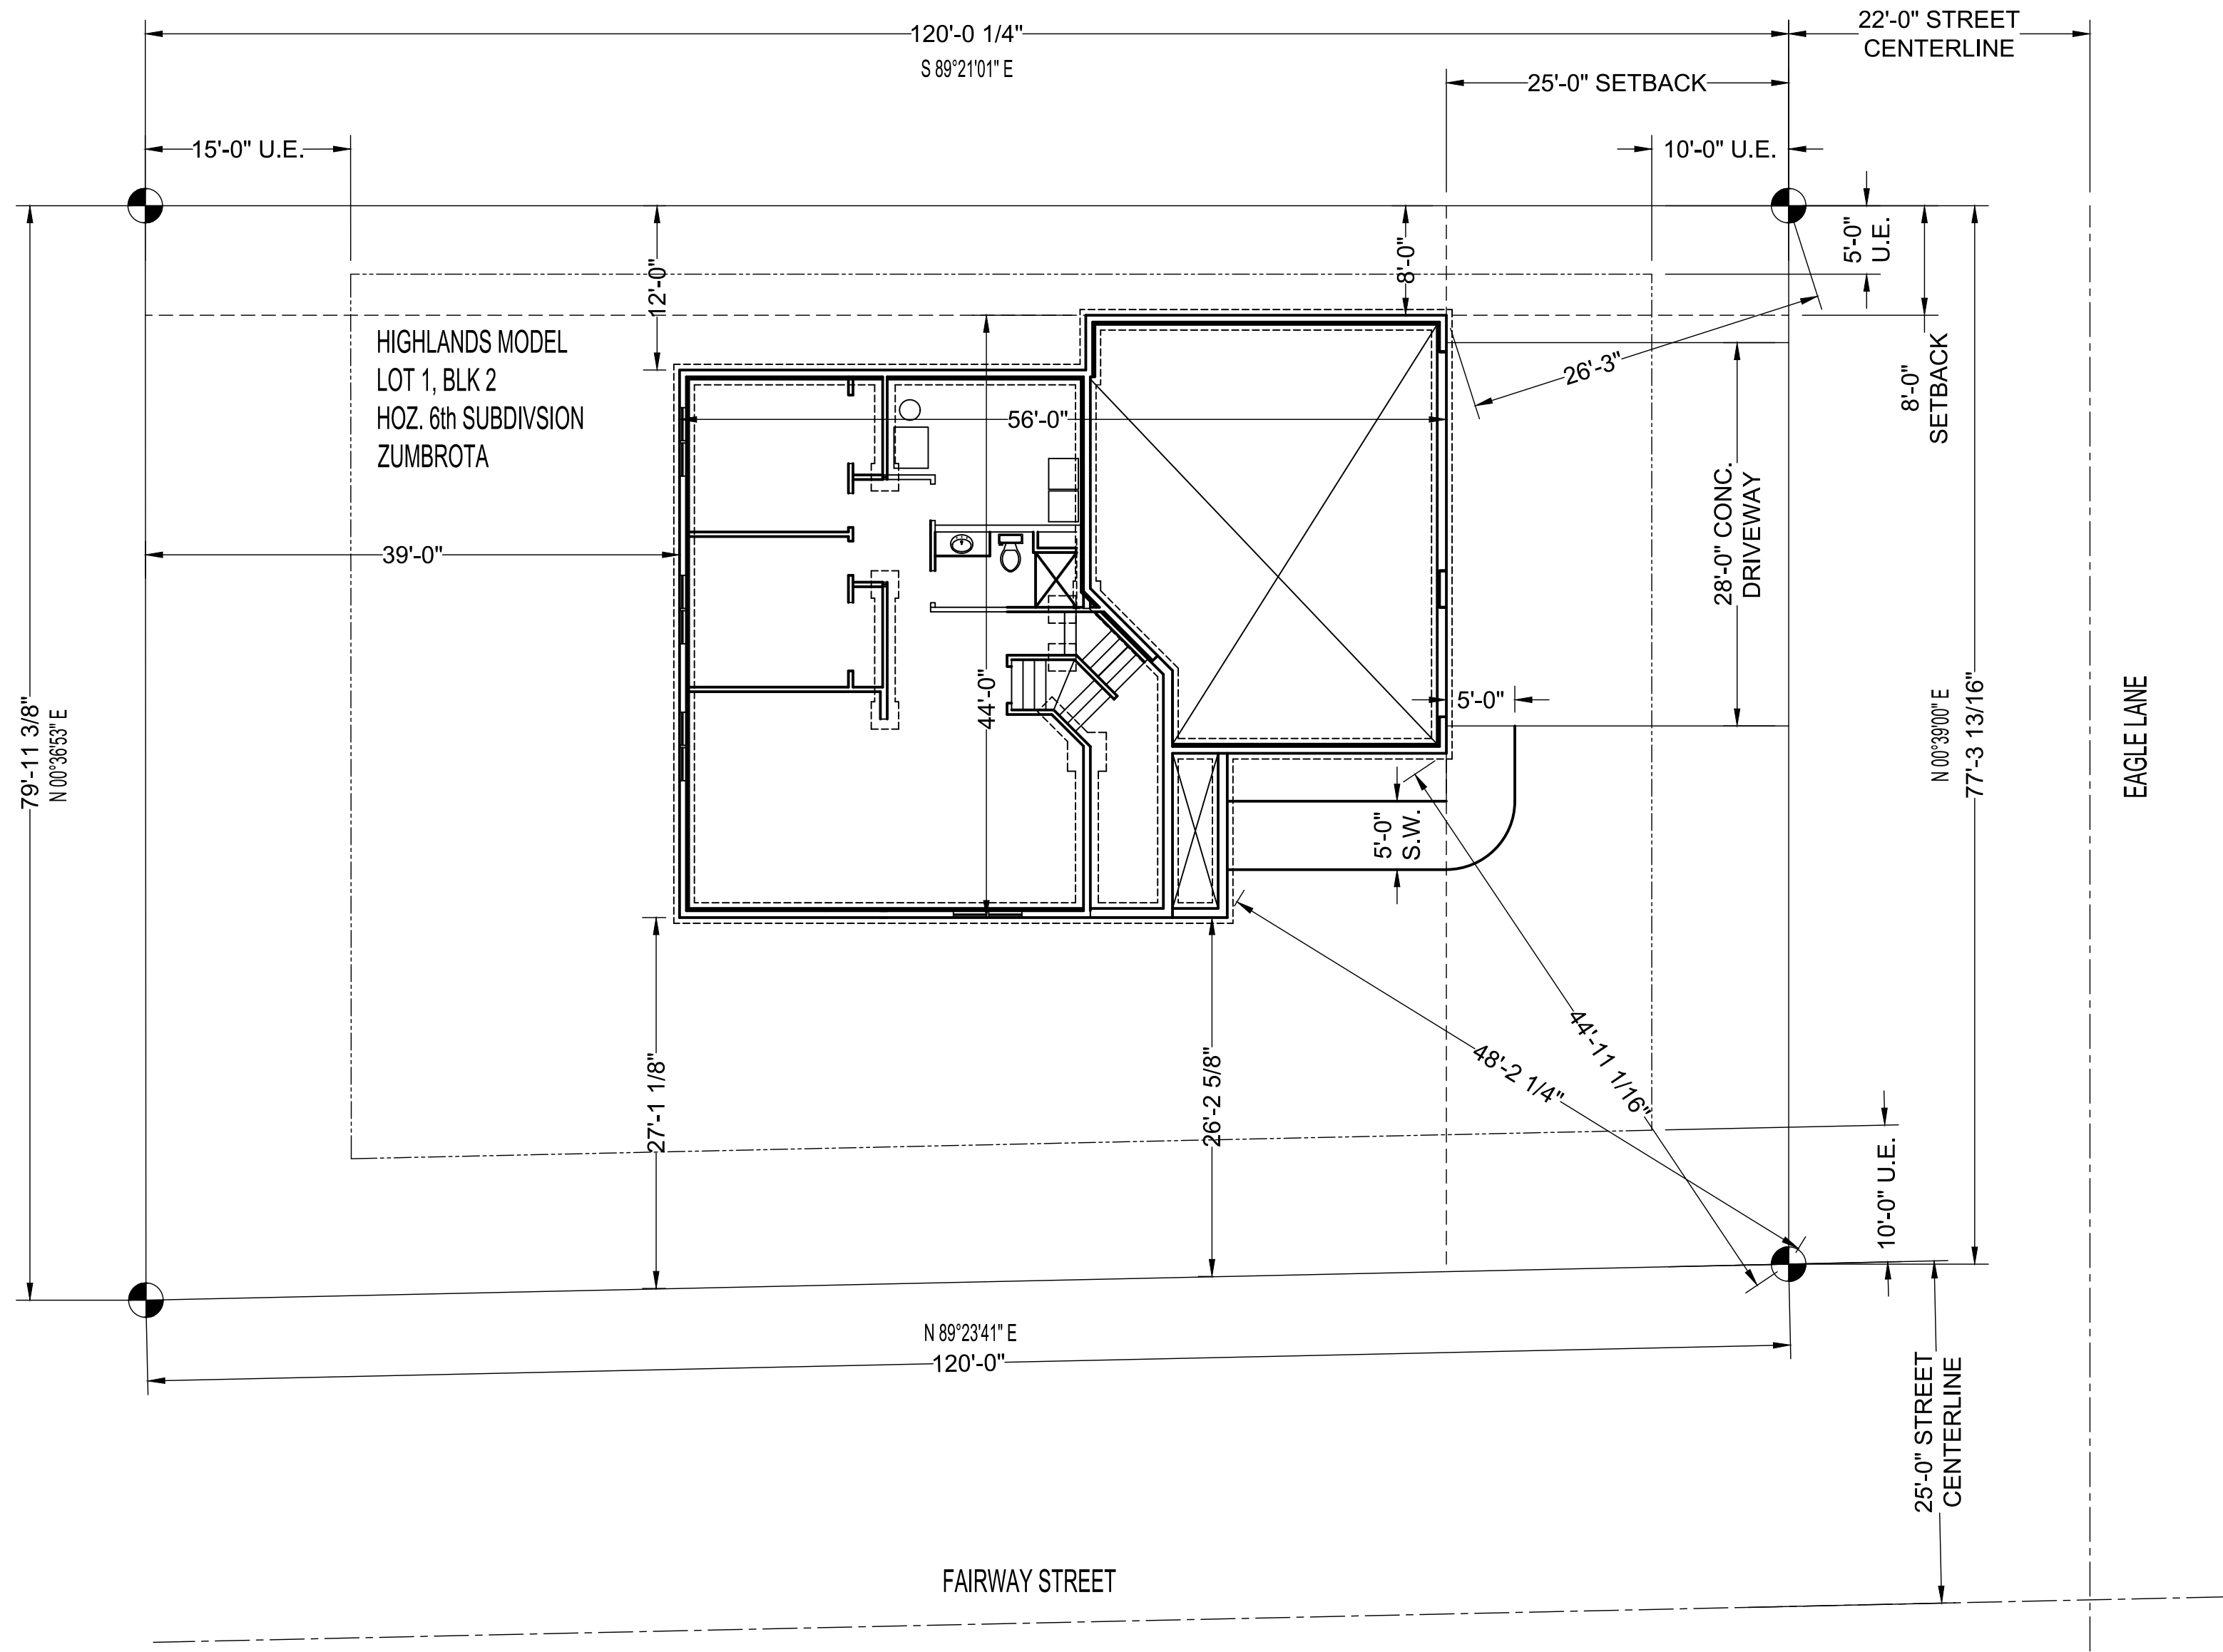 120'-0 1/4"
S 89°21'01" E
22'-0" STREET
CENTERLINE
25'-0" SETBACK
15'-0" U.E.
10'-0" U.E.
5'-0"
U.E.
12'-0"
8'-0"
HIGHLANDS MODEL
LOT 1, BLK 2
HOZ. 6th SUBDIVSION
ZUMBROTA
26'-3"
8'-0"
SETBACK
56'-0"
28'-0" CONC.
DRIVEWAY
39'-0"
44'-0"
5'-0"
79'-11 3/8"
N 00°36'53" E
N 00°39'00" E
77'-3 13/16"
EAGLE LANE
5'-0"
S.W.
27'-1 1/8"
26'-2 5/8"
48'-2 1/4"
44'-11 1/16"
10'-0" U.E.
N 89°23'41" E
120'-0"
25'-0" STREET
CENTERLINE
FAIRWAY STREET